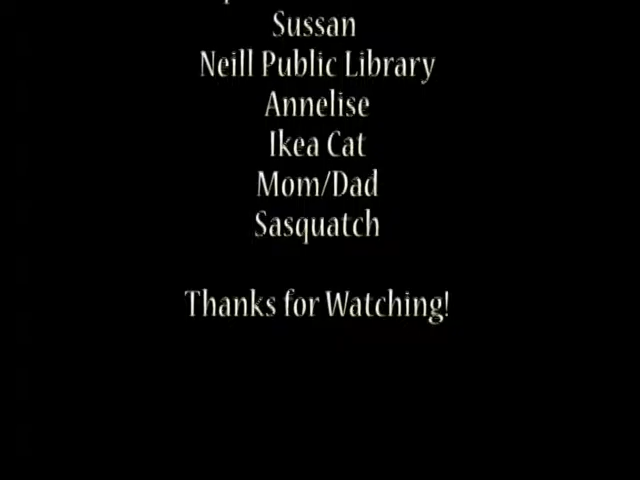 Sussan
Neill Public Library
Annelise
Ikea Cat
Mom/Dad
Sasquatch
Thanks for Watching!